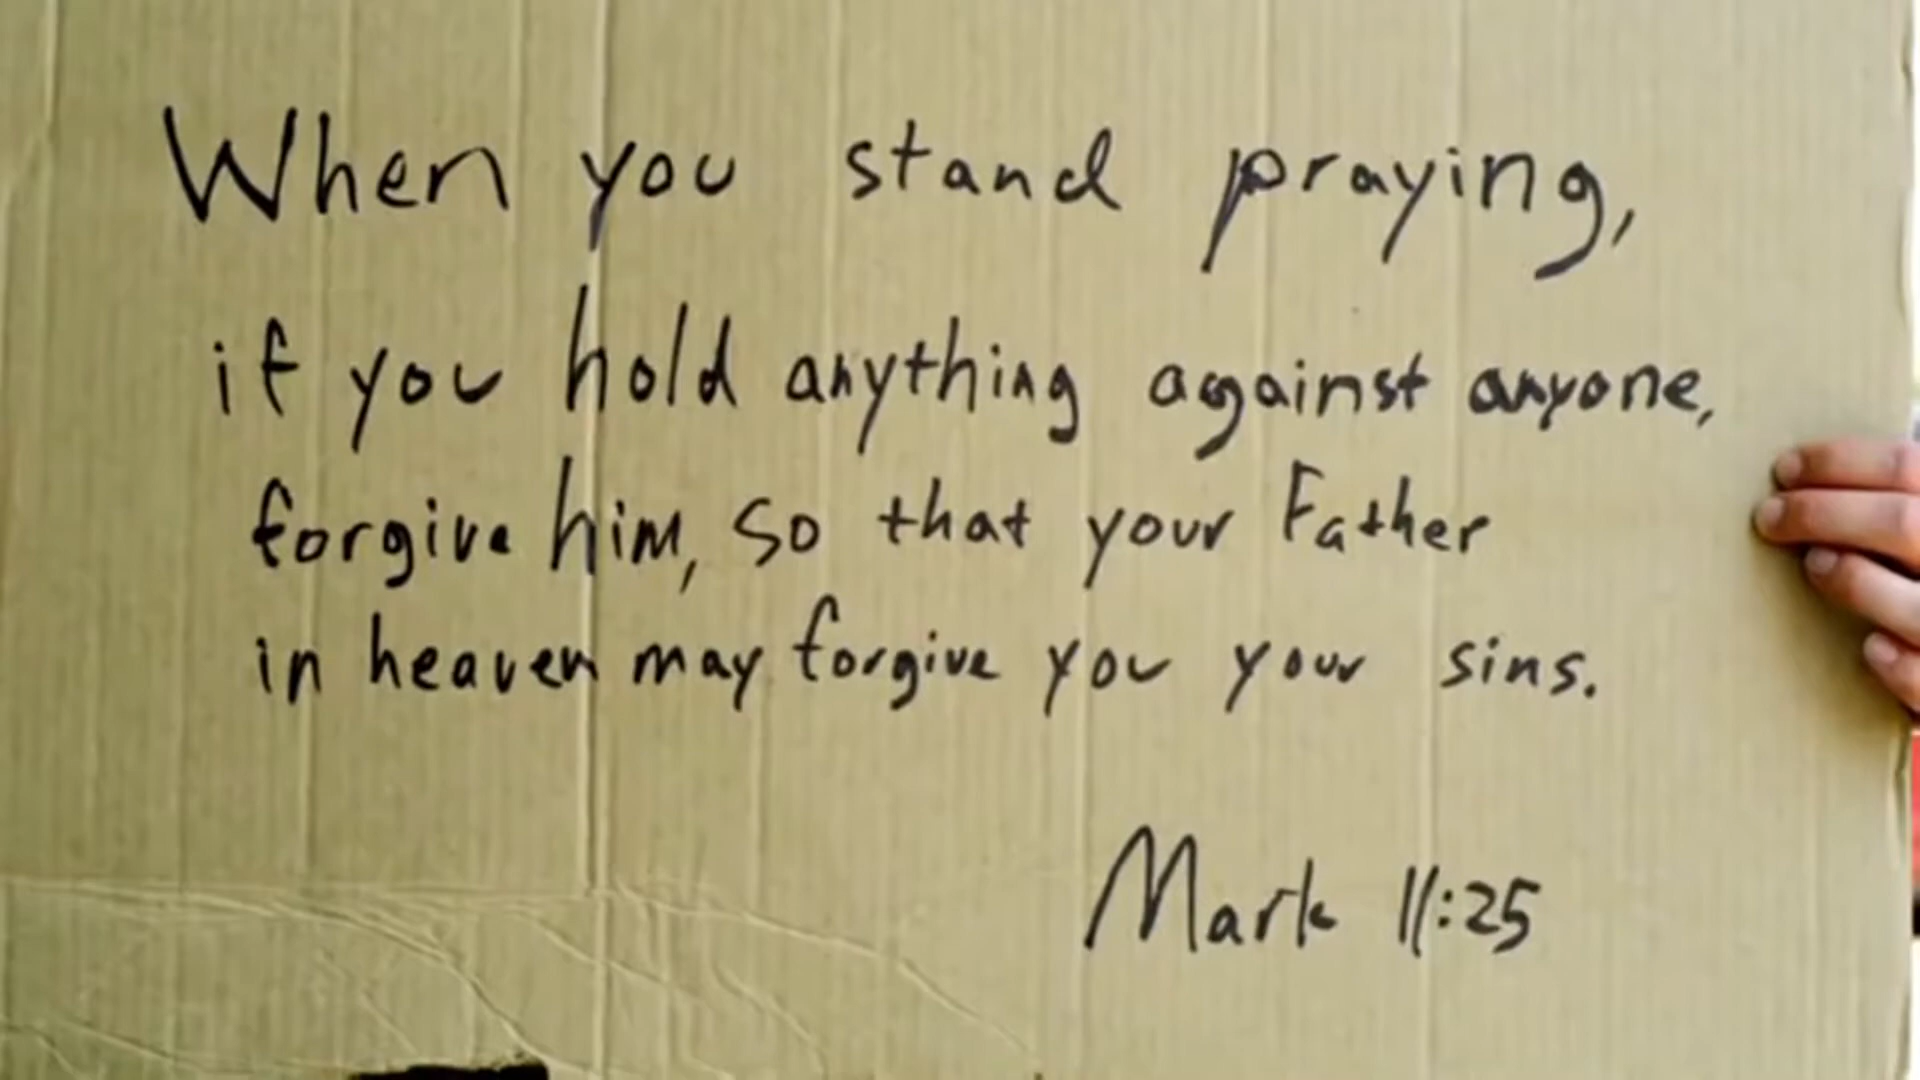 When you stand praying,
if you hold anything against anyone,
forgive him, so that your Father
in heaven may forgive you your sins.
Mark 11:25